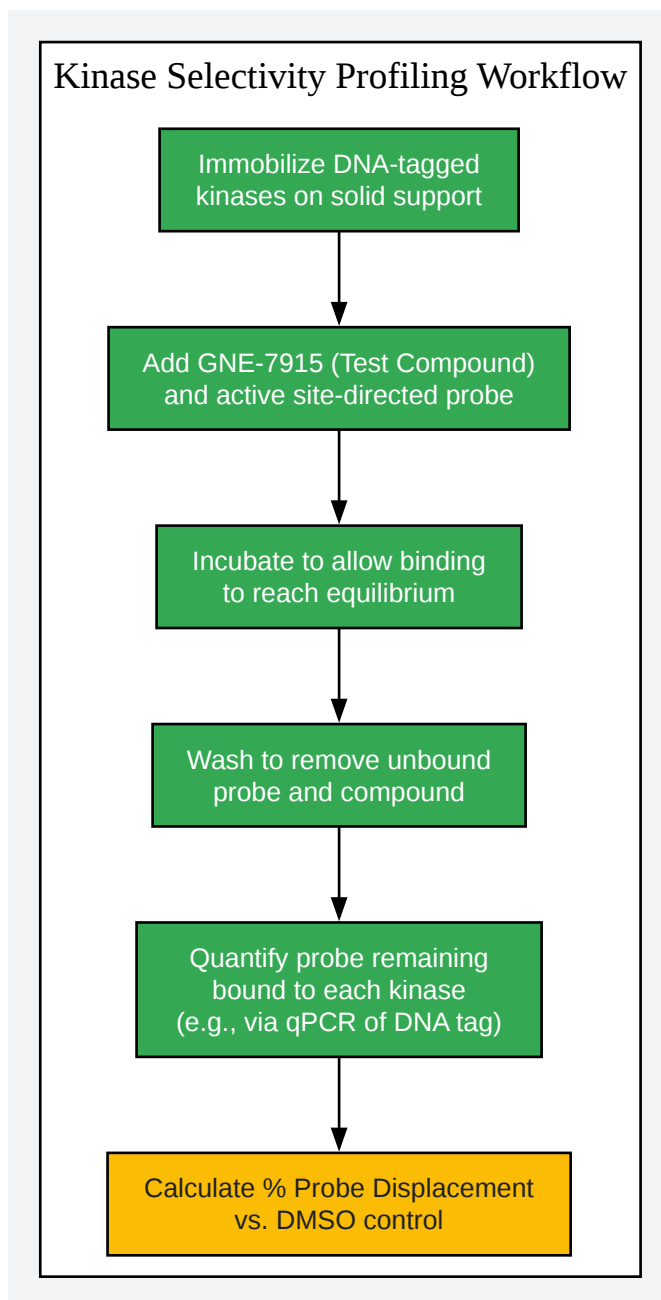 Kinase Selectivity Profiling Workflow
Immobilize DNA-tagged
kinases on solid support
Add GNE-7915 (Test Compound)
and active site-directed probe
Incubate to allow binding
to reach equilibrium
Wash to remove unbound
probe and compound
Quantify probe remaining
bound to each kinase
(e.g., via qPCR of DNA tag)
Calculate % Probe Displacement
vs. DMSO control